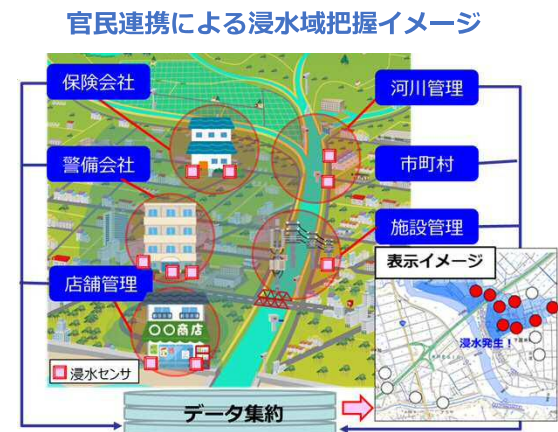 官民連携による浸水域把握イメージ
保険会社
河川管理
警備会社
市町村
施設管理
店舗管理
表示イメージ
〇〇商店
浸水発生！
浸水センサ
データ集約